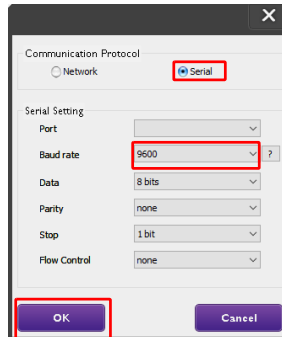 Communication Protocol
Network Serial
Serial Setting
Port
Baud rate 9600 ?
Data 8 bits
Parity none
Stop 1 bit
Flow Control none
OK Cancel